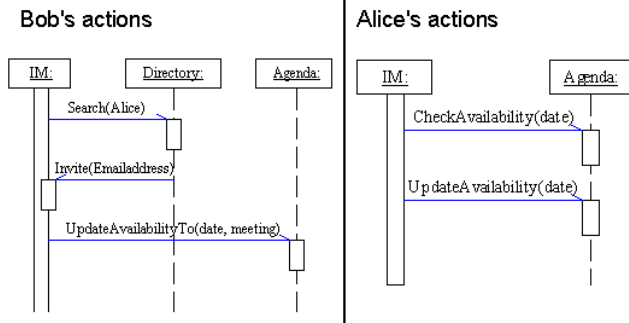 Bob's actions
IM:
Directory:
Agenda:
Search(Alice)
Invite(Emailaddress)
UpdateAvailabilityTo(date, meeting)
Alice's actions
IM:
Agenda:
CheckAvailability(date)
UpdateAvailability(date)